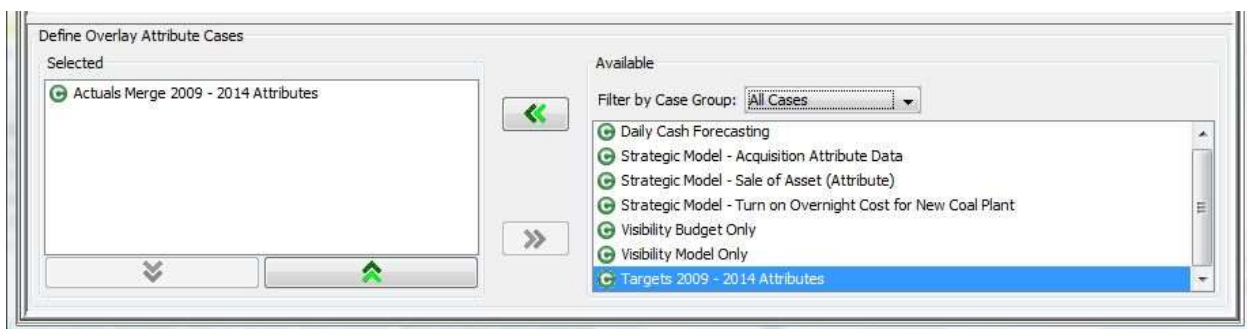 Define Overlay Attribute Cases
Selected
Actuals Merge 2009 - 2014 Attributes
Available
Filter by Case Group: All Cases
Daily Cash Forecasting
Strategic Model - Acquisition Attribute Data
Strategic Model - Sale of Asset (Attribute)
Strategic Model - Turn on Overnight Cost for New Coal Plant
Visibility Budget Only
Visibility Model Only
Targets 2009 - 2014 Attributes